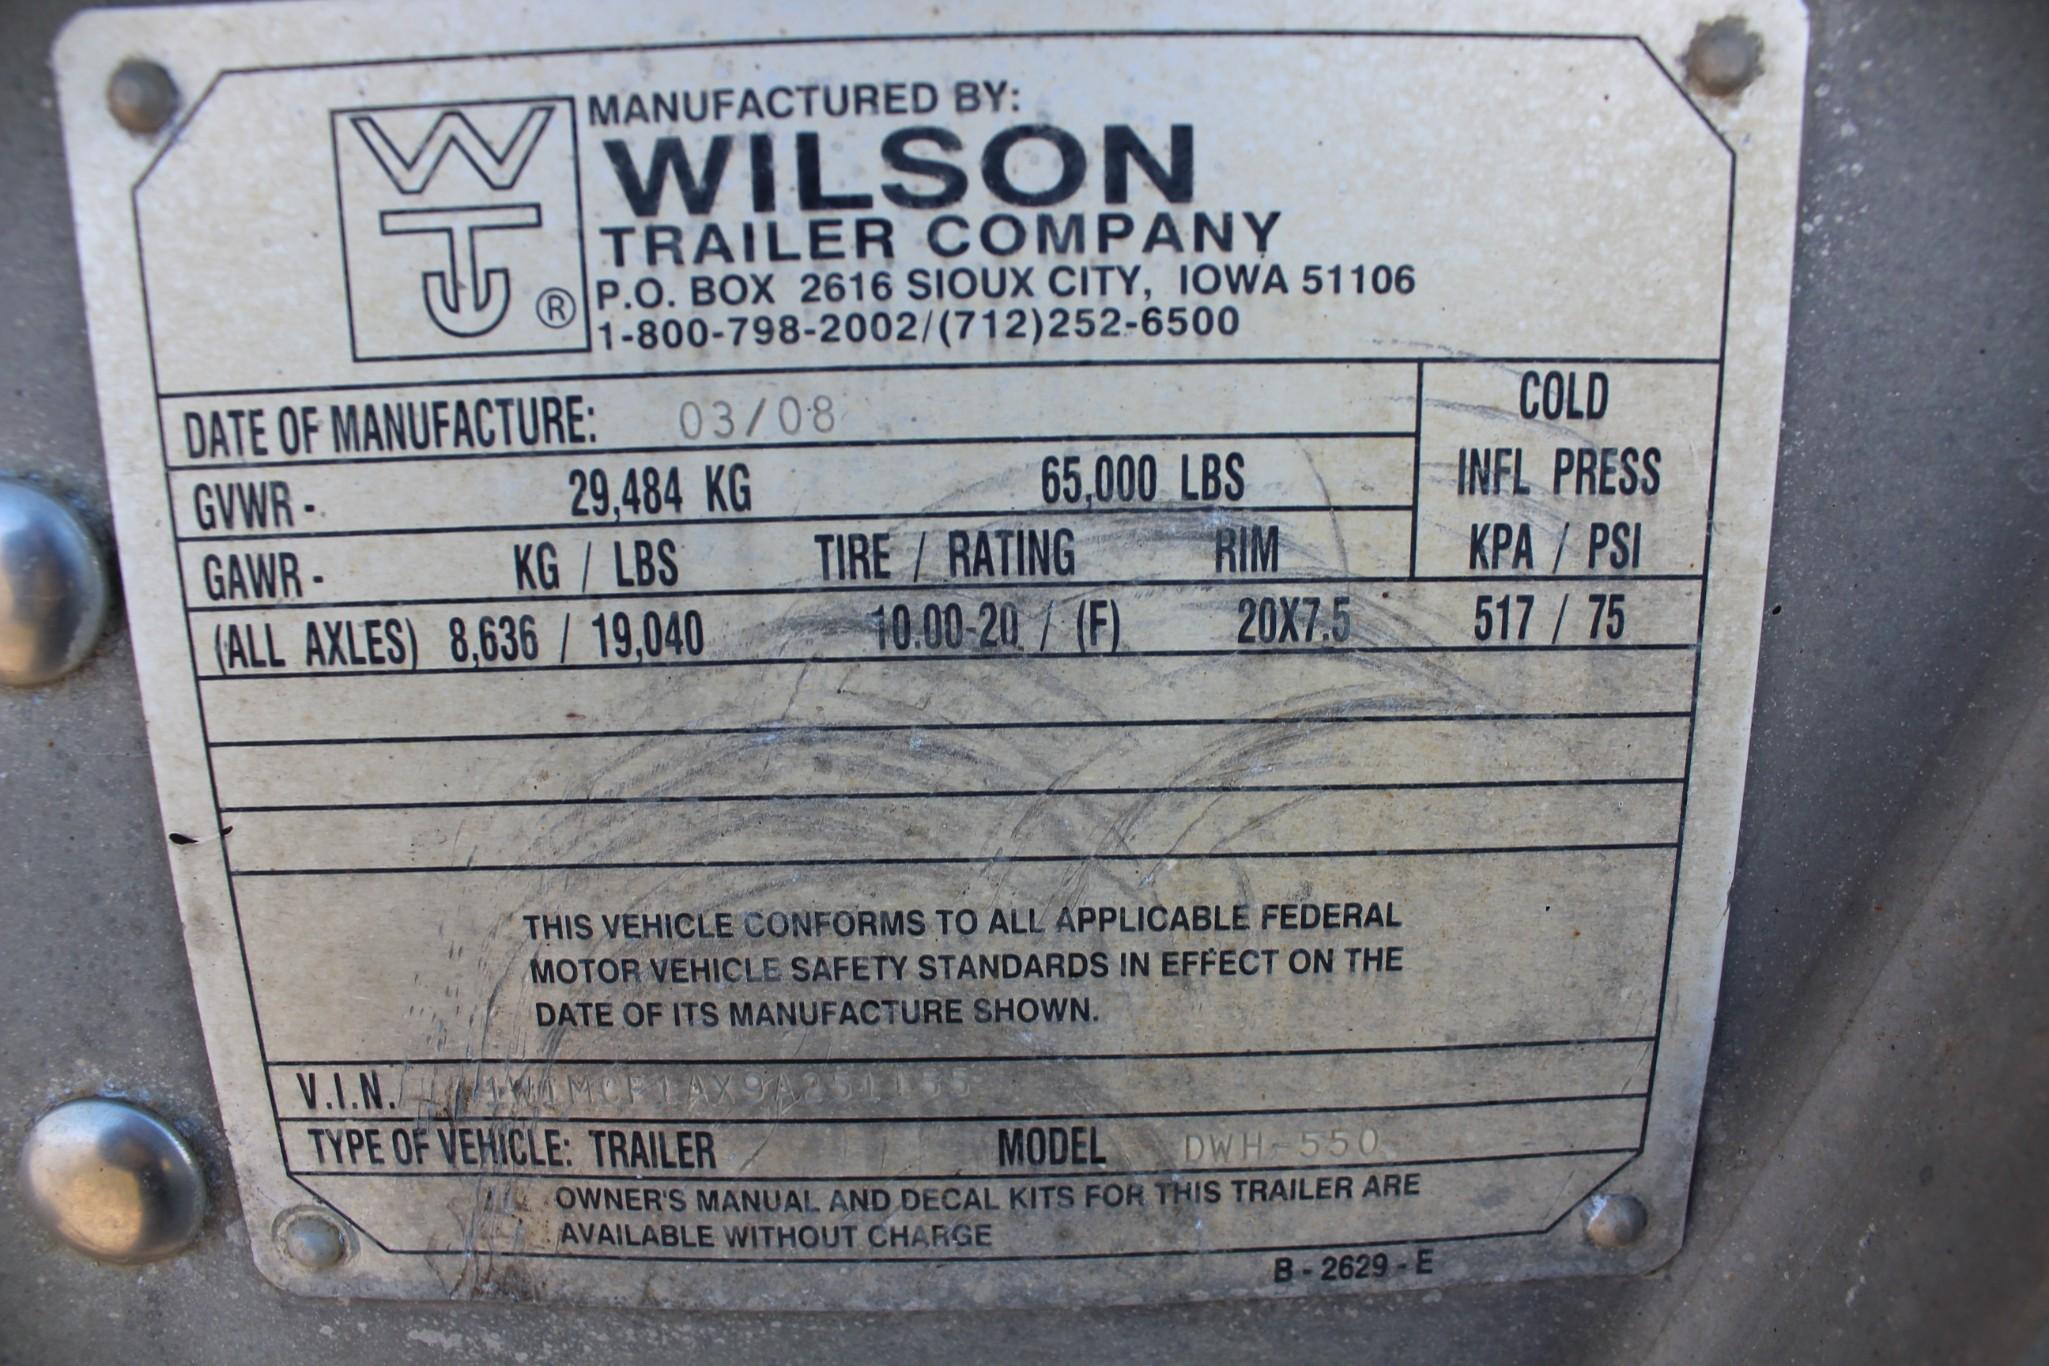 MANUFACTURED BY:
WILSON
TRAILER COMPANY
P.O. BOX 2616 SIOUX CITY, IOWA 51106
1-800-798-2002/(712)252-6500
WTJ ®
DATE OF MANUFACTURE: 03/08
COLD
INFL PRESS
KPA / PSI
GVWR - 29,484 KG 65,000 LBS
GAWR - KG / LBS TIRE / RATING RIM
(ALL AXLES) 8,636 / 19,040 10.00-20 / (F) 20X7.5 517 / 75
THIS VEHICLE CONFORMS TO ALL APPLICABLE FEDERAL
MOTOR VEHICLE SAFETY STANDARDS IN EFFECT ON THE
DATE OF ITS MANUFACTURE SHOWN.
V.I.N.
TYPE OF VEHICLE: TRAILER MODEL DWH-550
OWNER'S MANUAL AND DECAL KITS FOR THIS TRAILER ARE
AVAILABLE WITHOUT CHARGE
B - 2629 - E